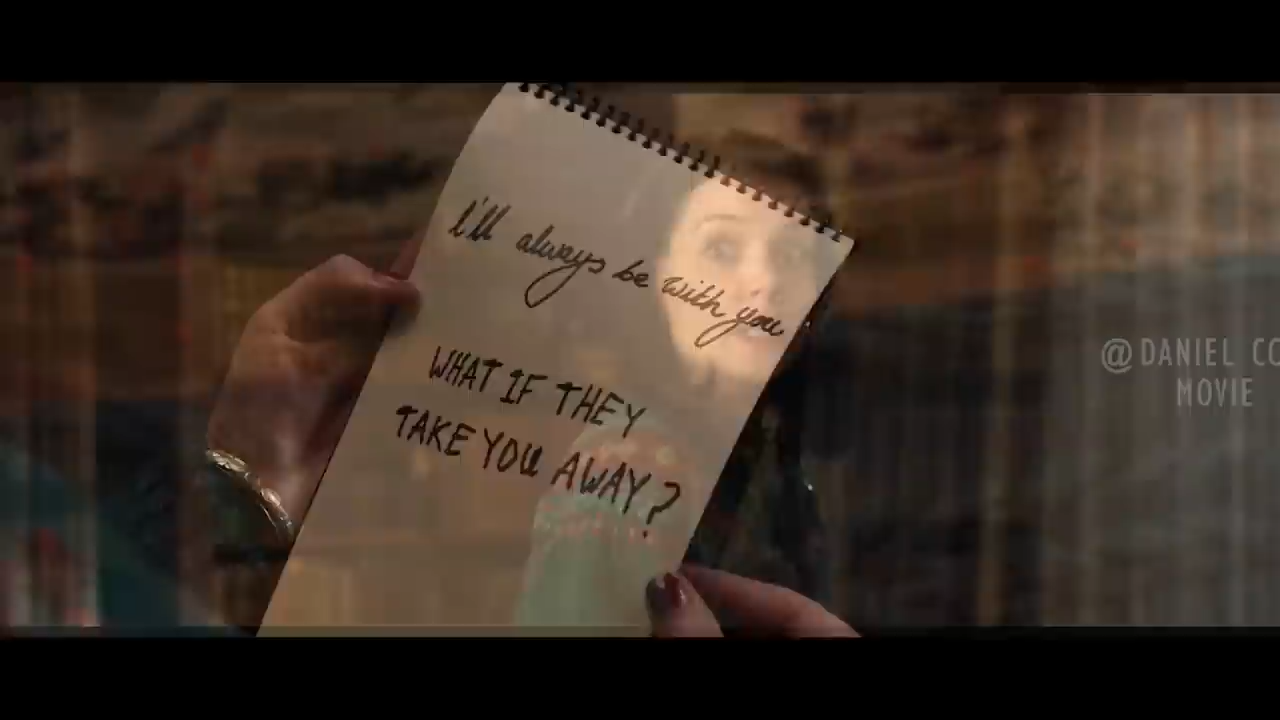 I'll always be with you
WHAT IF THEY
TAKE YOU AWAY?
@DANIEL
MOVIE